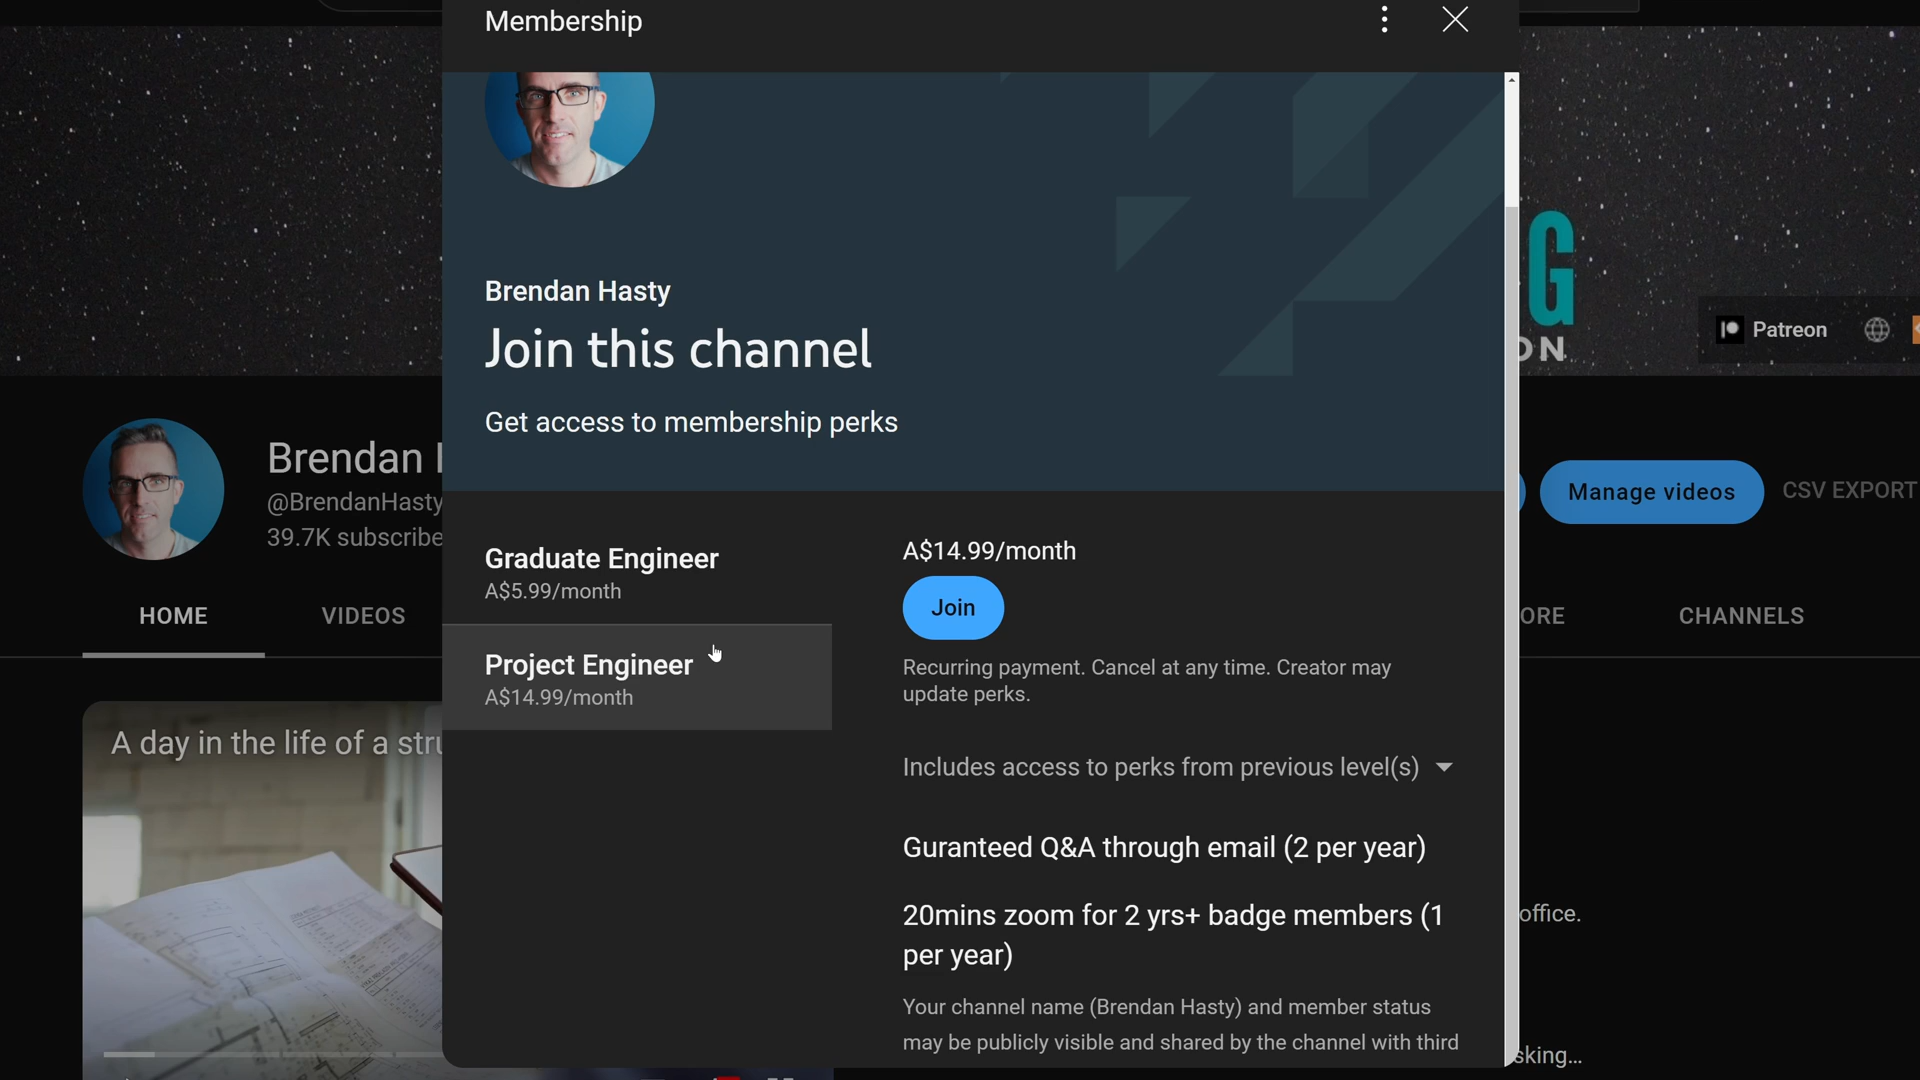 Membership
Brendan Hasty
Join this channel
Get access to membership perks
G
ON
Patreon
Brendan
@BrendanHasty
39.7K subscribe
Manage videos
CSV EXPORT
HOME
VIDEOS
ORE
CHANNELS
Graduate Engineer
A$5.99/month
Project Engineer
A$14.99/month
A$14.99/month
Join
Recurring payment. Cancel at any time. Creator may
update perks.
Includes access to perks from previous level(s)
Guranteed Q&A through email (2 per year)
20mins zoom for 2 yrs+ badge members (1
per year)
Your channel name (Brendan Hasty) and member status
may be publicly visible and shared by the channel with third
A day in the life of a stru
office.
sking...